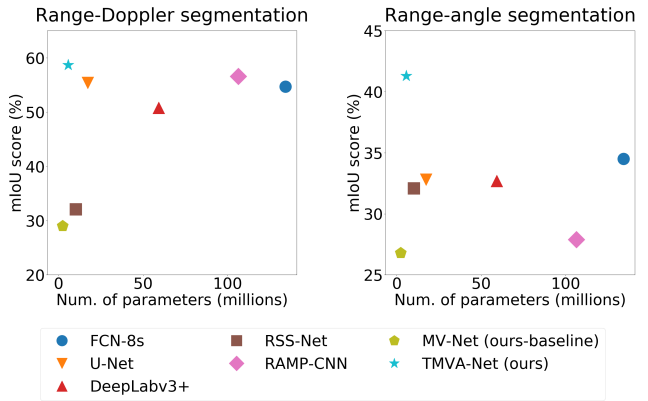 Range-Doppler segmentation
60
50
40
30
20
mIoU score (%)
0 50 100
Num. of parameters (millions)
Range-angle segmentation
45
40
35
30
25
mIoU score (%)
0 50 100
Num. of parameters (millions)
FCN-8s
U-Net
DeepLabv3+
RSS-Net
RAMP-CNN
MV-Net (ours-baseline)
TMVA-Net (ours)